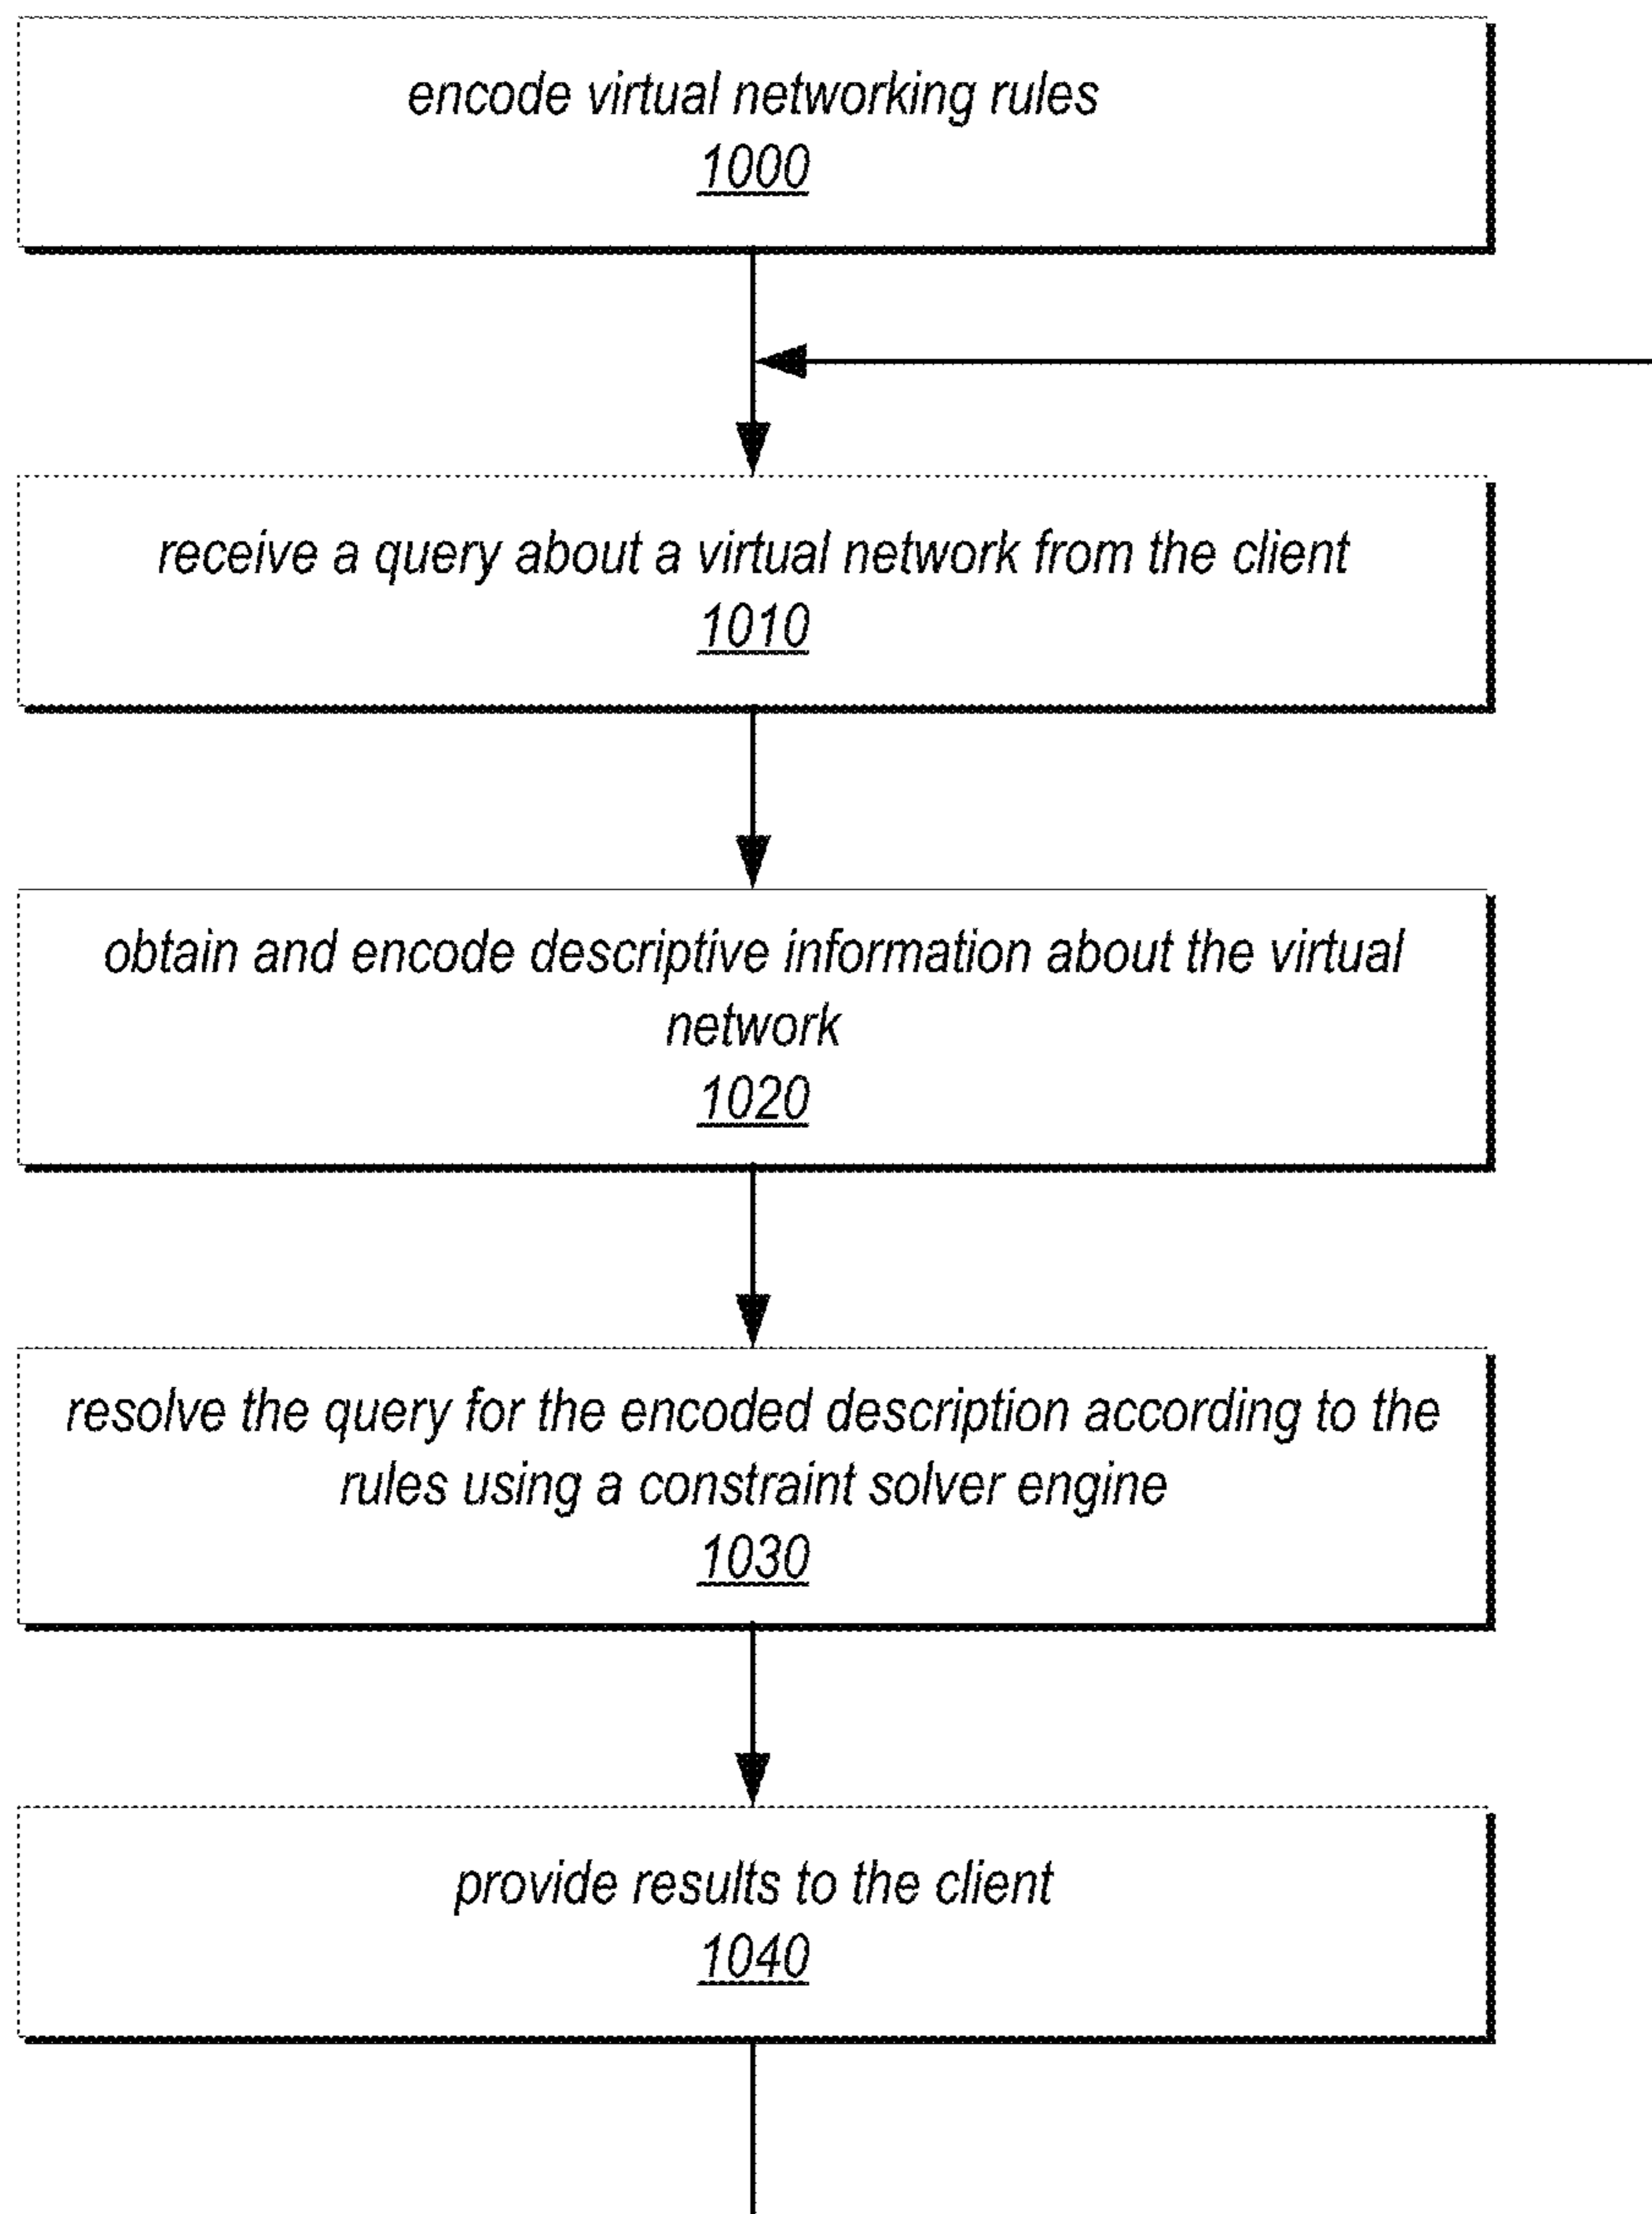 encode virtual networking rules
1000
receive a query about a virtual network from the client
1010
obtain and encode descriptive information about the virtual
network
1020
resolve the query for the encoded description according to the
rules using a constraint solver engine
1030
provide results to the client
1040